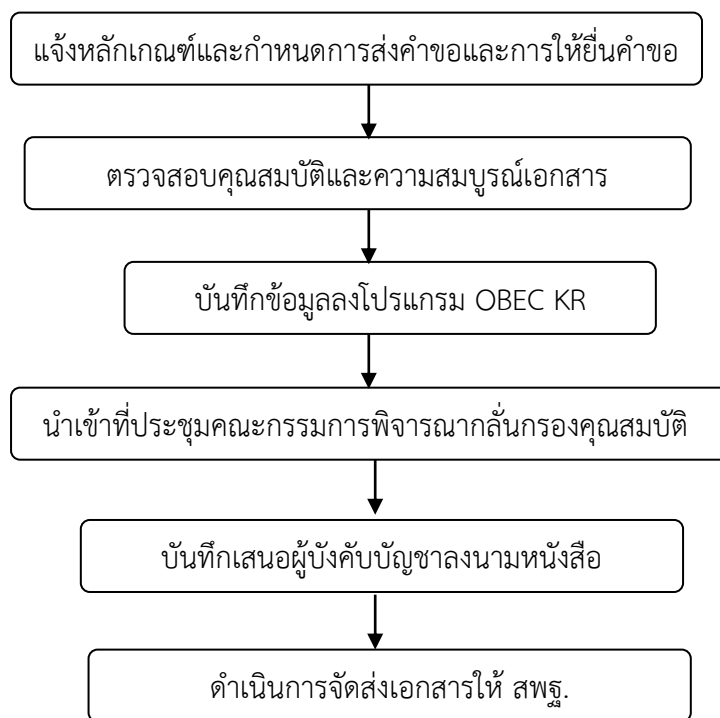 แจ้งหลักเกณฑ์และกำหนดการส่งคำขอและการให้ยื่นคำขอ
ตรวจสอบคุณสมบัติและความสมบูรณ์เอกสาร
บันทึกข้อมูลลงโปรแกรม OBEC KR
นำเข้าที่ประชุมคณะกรรมการพิจารณากลั่นกรองคุณสมบัติ
บันทึกเสนอผู้บังคับบัญชาลงนามหนังสือ
ดำเนินการจัดส่งเอกสารให้ สพฐ.